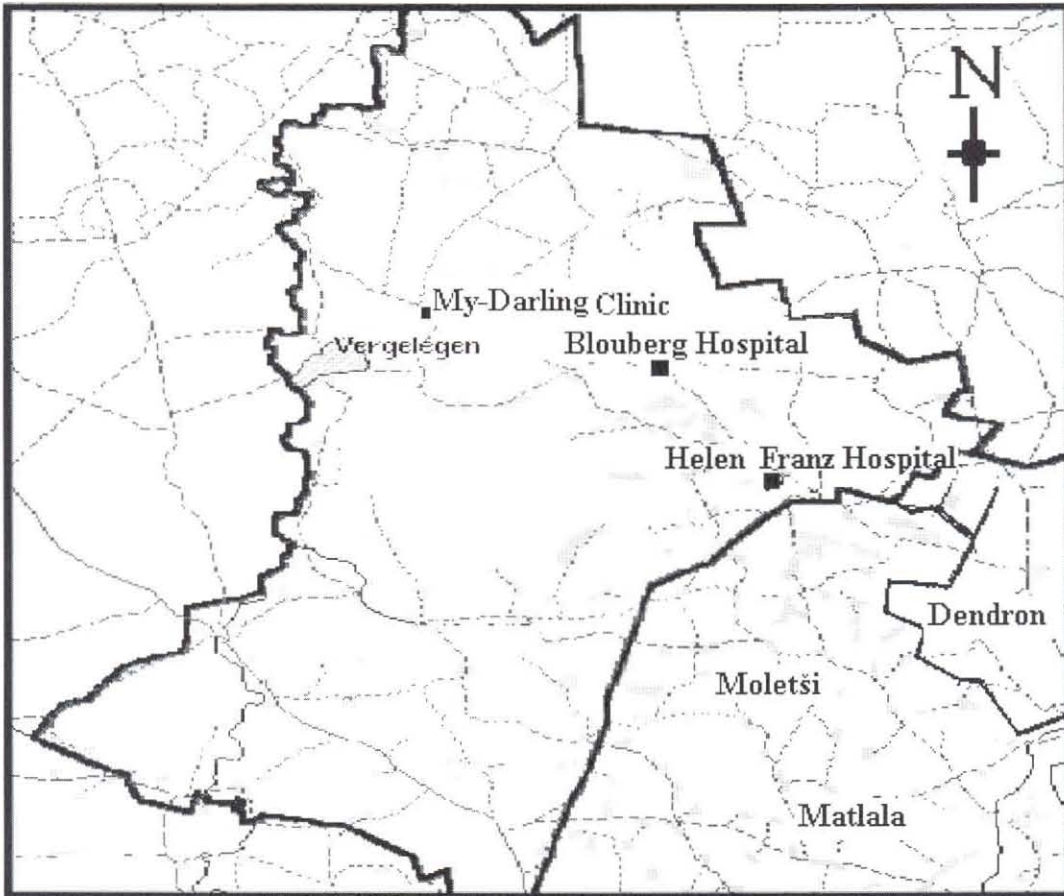 N
My-Darling Clinic
Vergelegen
Blouberg Hospital
Helen Franz Hospital
Dendron
Moletši
Matlala